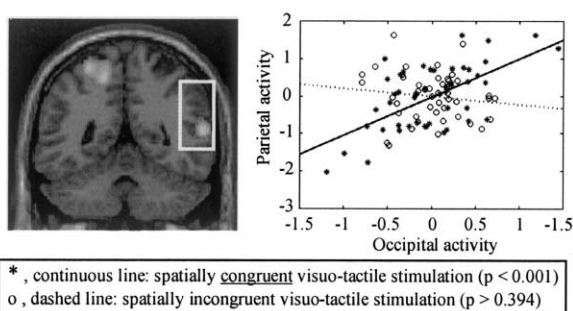 2
1
0
-1
-2
-3
Parietal activity
-1.5 -1 -0.5 0 0.5 1 -1.5
Occipital activity
* , continuous line: spatially congruent visuo-tactile stimulation (p < 0.001)
o , dashed line: spatially incongruent visuo-tactile stimulation (p > 0.394)